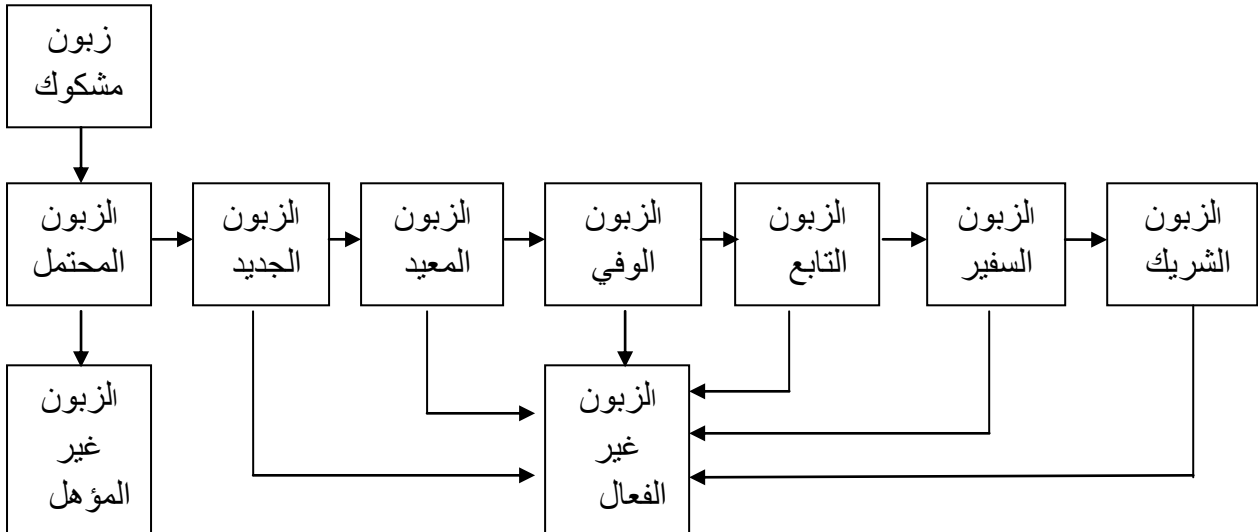 زبون
مشكوك
الزبون
المحتمل
الزبون
الجديد
الزبون
المعيد
الزبون
الوفي
الزبون
التابع
الزبون
السفير
الزبون
الشريك
الزبون
غير
المؤهل
الزبون
غير
الفعال